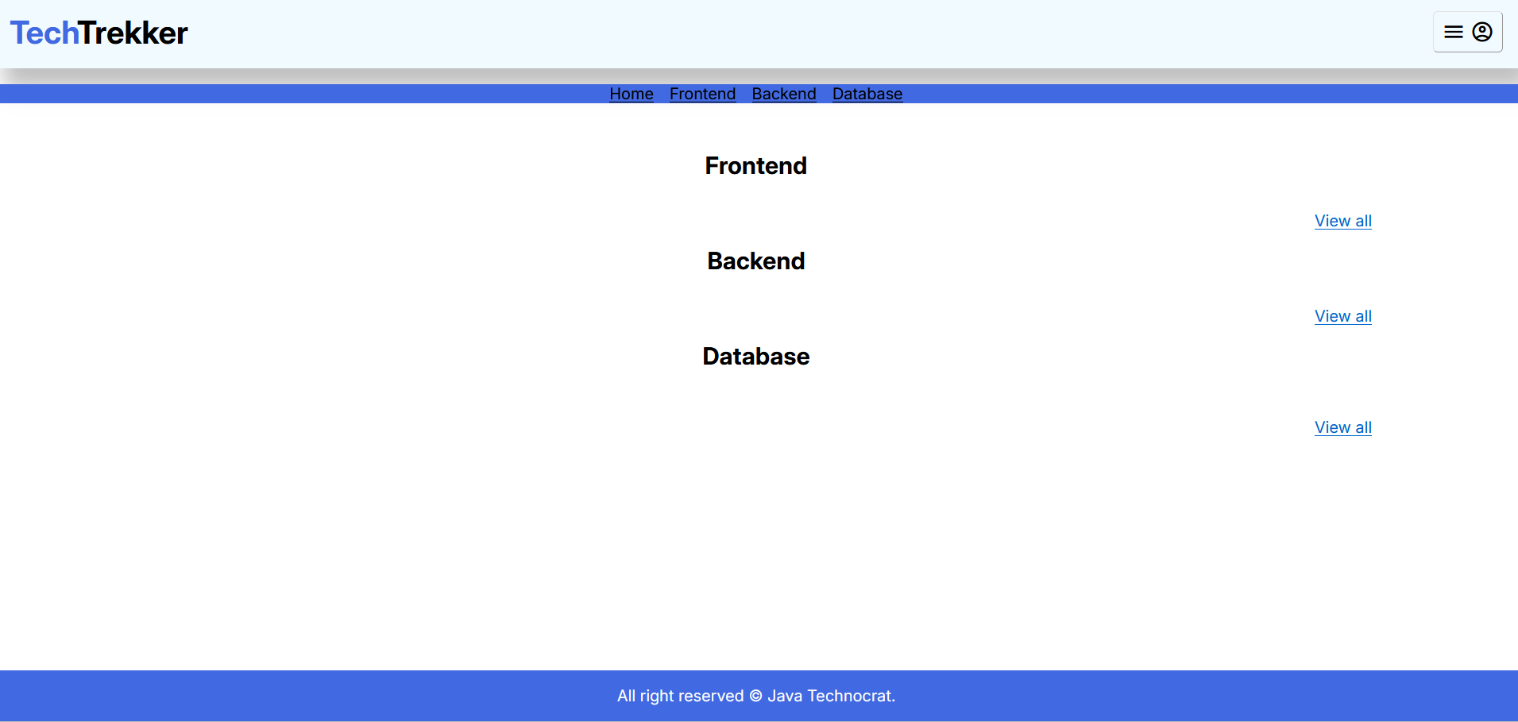 TechTrekker
Home Frontend Backend Database
Frontend
View all
Backend
View all
Database
View all
All right reserved © Java Technocrat.